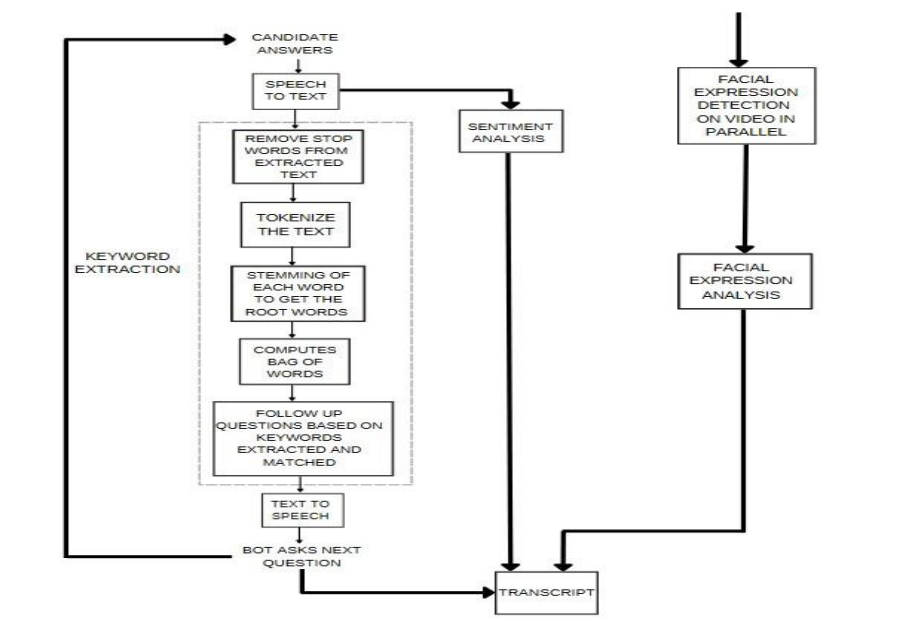 CANDIDATE
ANSWERS
SPEECH
TO TEXT
REMOVE STOP
WORDS FROM
EXTRACTED
TEXT
TOKENIZE
THE TEXT
KEYWORD
EXTRACTION
STEMMING OF
EACH WORD
TO GET THE
ROOT WORDS
COMPUTES
BAG OF
WORDS
FOLLOW UP
QUESTIONS BASED ON
KEYWORDS
EXTRACTED AND
MATCHED
TEXT TO
SPEECH
BOT ASKS NEXT
QUESTION
SENTIMENT
ANALYSIS
FACIAL
EXPRESSION
DETECTION
ON VIDEO IN
PARALLEL
FACIAL
EXPRESSION
ANALYSIS
TRANSCRIPT